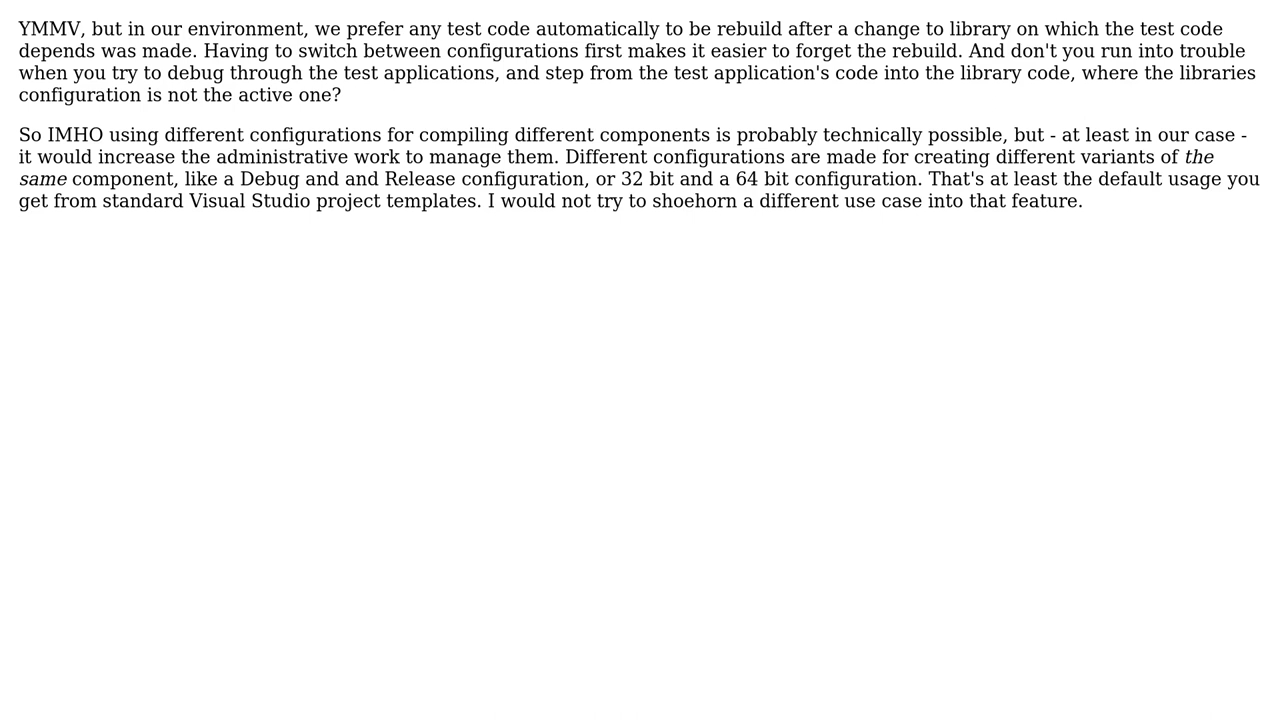 YMMV, but in our environment, we prefer any test code automatically to be rebuild after a change to library on which the test code
depends was made. Having to switch between configurations first makes it easier to forget the rebuild. And don't you run into trouble
when you try to debug through the test applications, and step from the test application's code into the library code, where the libraries
configuration is not the active one?
So IMHO using different configurations for compiling different components is probably technically possible, but - at least in our case -
it would increase the administrative work to manage them. Different configurations are made for creating different variants of the
same component, like a Debug and and Release configuration, or 32 bit and a 64 bit configuration. That's at least the default usage you
get from standard Visual Studio project templates. I would not try to shoehorn a different use case into that feature.